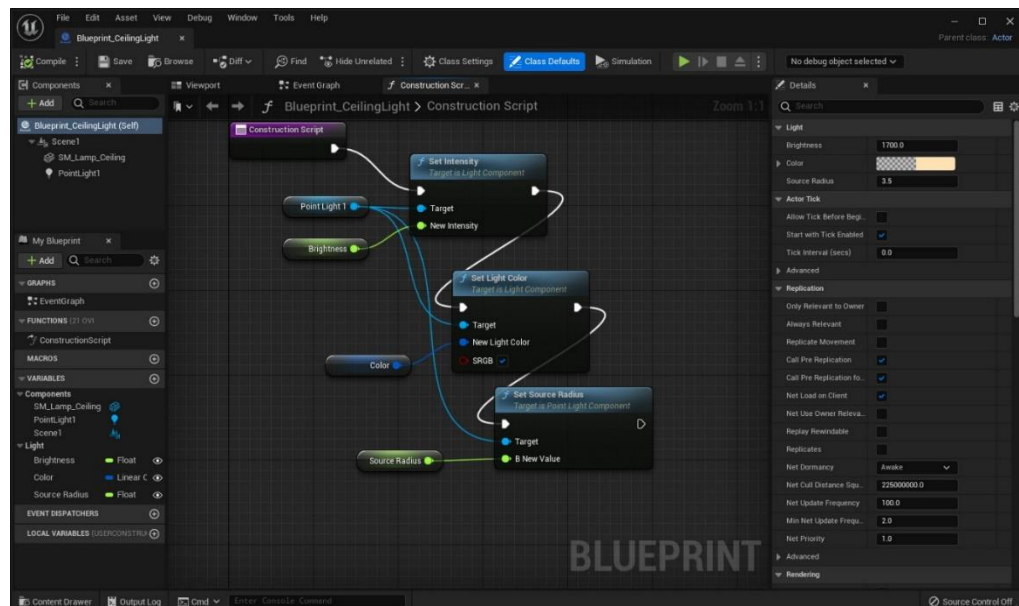 File Edit Asset View Debug Window Tools Help
Blueprint_CeilingLight
Parent class: Actor
Compile Save Browse Diff Find Hide Unrelated Class Settings Class Defaults Simulation No debug object selected
Components
+ Add Search
Blueprint_CeilingLight (Self)
Scene1
SM_Lamp_Ceiling
PointLight1
My Blueprint
+ Add Search
GRAPHS
EventGraph
FUNCTIONS (21 OVE
ConstructionScript
MACROS
VARIABLES
Components
SM_Lamp_Ceiling
PointLight1
Scene1
Light
Brightness Float
Color Linear C
Source Radius Float
EVENT DISPATCHERS
LOCAL VARIABLES (USERCONSTRU
Viewport Event Graph Construction Scr...
Blueprint_CeilingLight > Construction Script Zoom 1:1
Construction Script
Set Intensity
Target is Light Component
Target
New Intensity
Point Light 1
Brightness
Set Light Color
Target is Light Component
Target
New Light Color
SRGB
Color
Set Source Radius
Target is Point Light Component
Target
B New Value
Source Radius
BLUEPRINT
Details
Search
Light
Brightness 1700.0
Color
Source Radius 3.5
Actor Tick
Allow Tick Before Begi...
Start with Tick Enabled
Tick Interval (secs) 0.0
Advanced
Replication
Only Relevant to Owner
Always Relevant
Replicate Movement
Call Pre Replication
Call Pre Replication fo...
Net Load on Client
Net Use Owner Releva...
Replay Rewindable
Replicates
Net Dormancy Awake
Net Cull Distance Squ... 225000000.0
Net Update Frequency 100.0
Min Net Update Frequ... 2.0
Net Priority 1.0
Advanced
Rendering
Content Drawer Output Log Cmd Enter Console Command Source Control Off